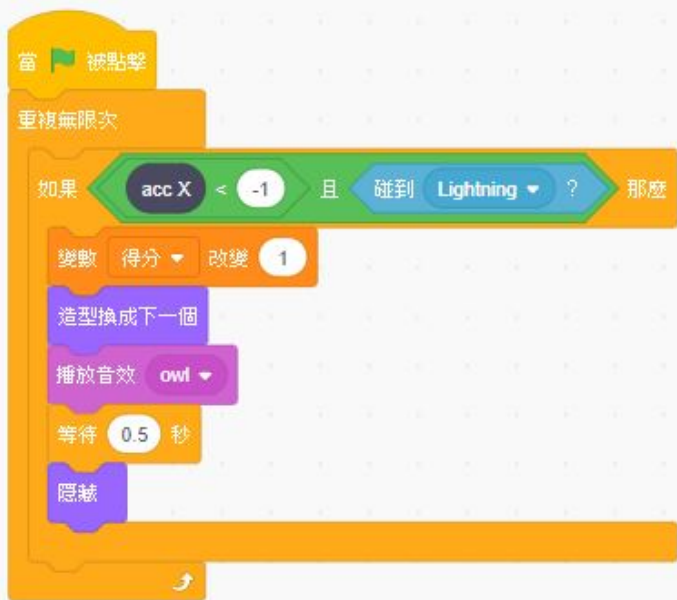 當 被點擊
重複無限次
如果 acc X < -1 且 碰到 Lightning ? 那麼
變數 得分 改變 1
造型換成下一個
播放音效 owl
等待 0.5 秒
隱藏